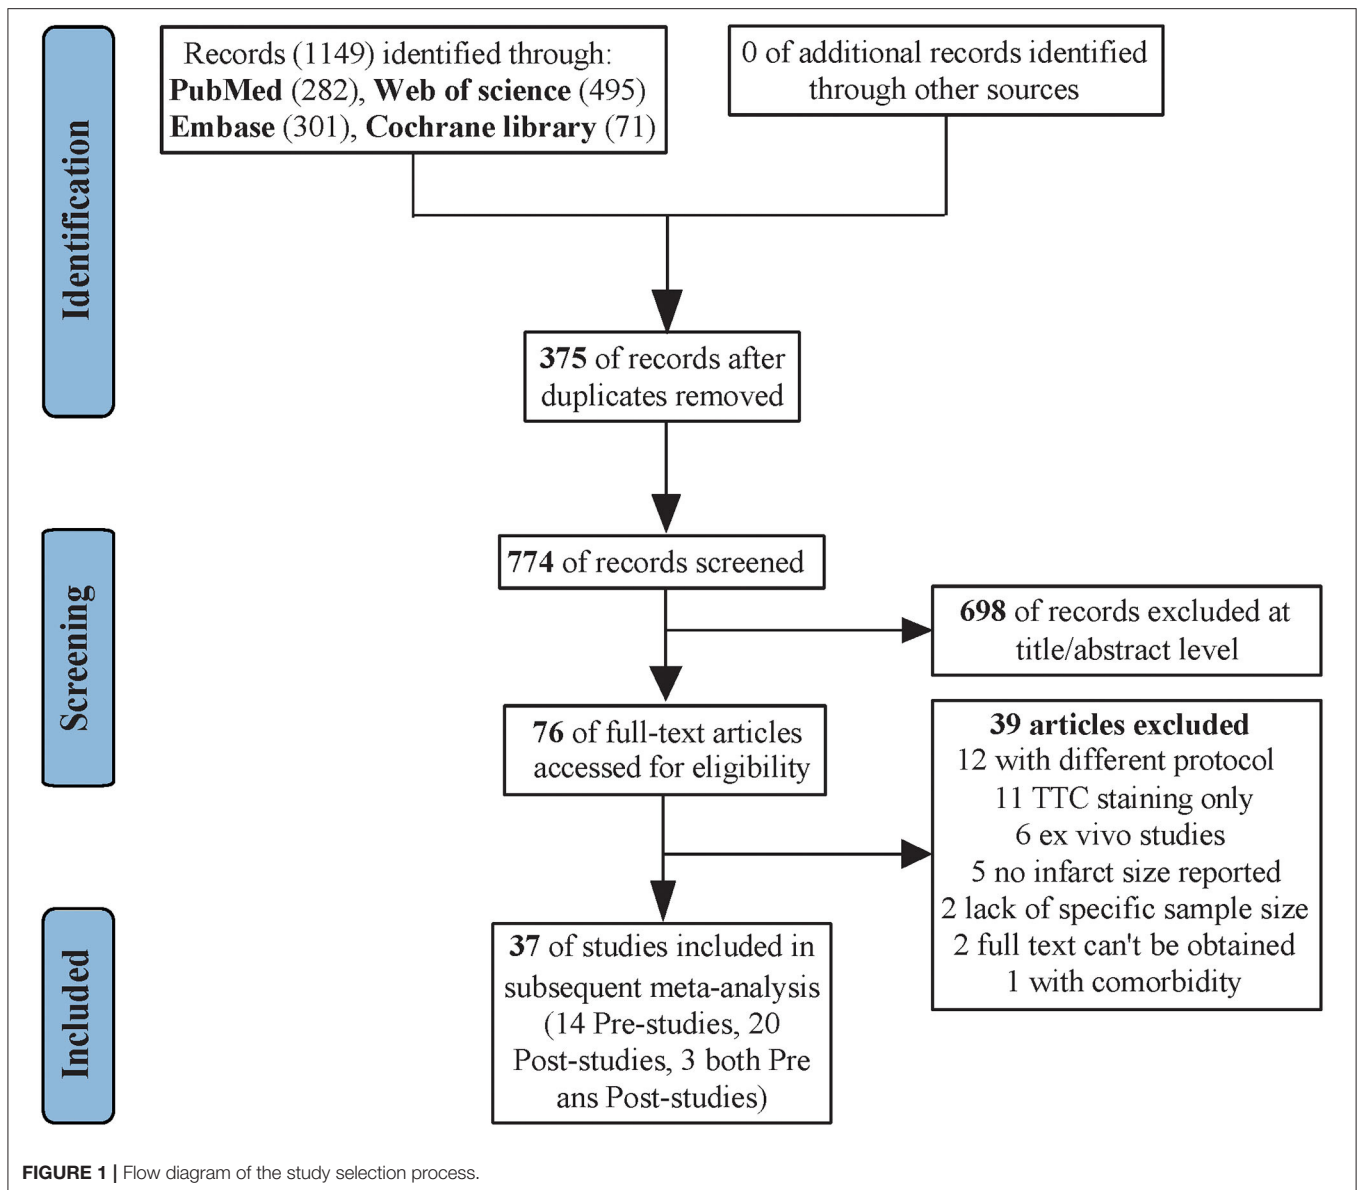 Identification
Records (1149) identified through:
PubMed (282), Web of science (495)
Embase (301), Cochrane library (71)
0 of additional records identified
through other sources
375 of records after
duplicates removed
Screening
774 of records screened
698 of records excluded at
title/abstract level
76 of full-text articles
accessed for eligibility
39 articles excluded
12 with different protocol
11 TTC staining only
6 ex vivo studies
5 no infarct size reported
2 lack of specific sample size
2 full text can't be obtained
1 with comorbidity
Included
37 of studies included in
subsequent meta-analysis
(14 Pre-studies, 20
Post-studies, 3 both Pre
ans Post-studies)
FIGURE 1 | Flow diagram of the study selection process.